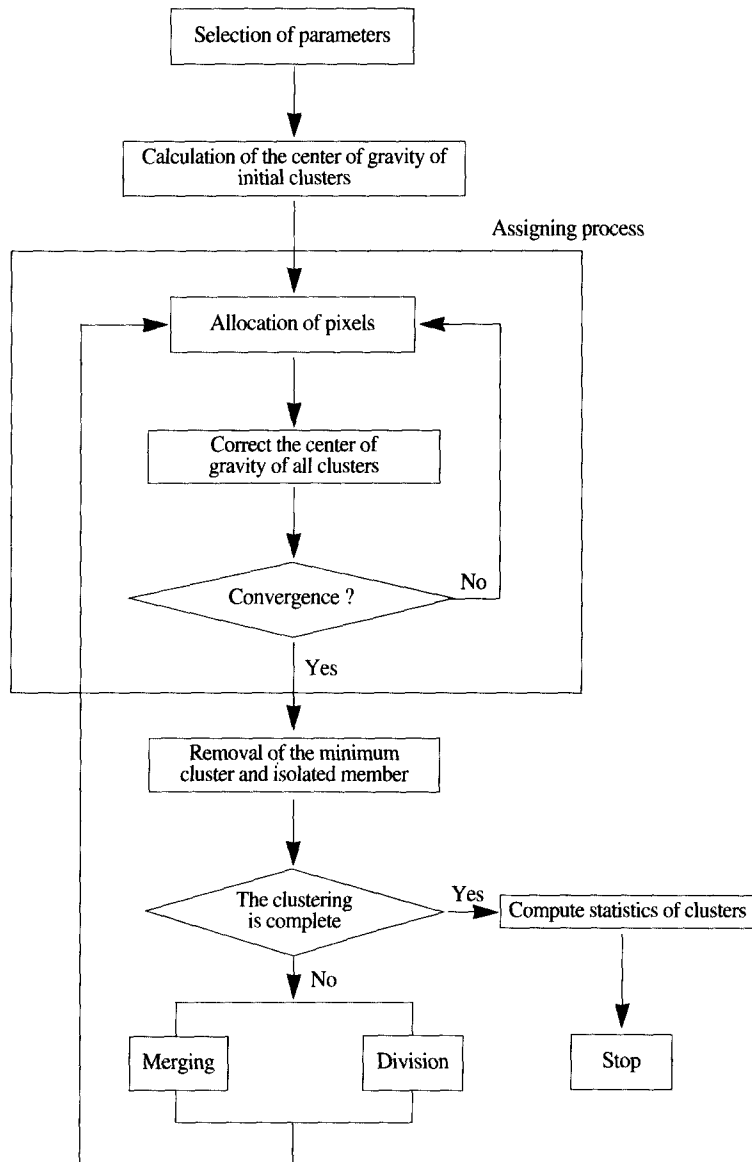 Selection of parameters
Calculation of the center of gravity of
initial clusters
Assigning process
Allocation of pixels
Correct the center of
gravity of all clusters
Convergence ?
No
Yes
Removal of the minimum
cluster and isolated member
The clustering
is complete
Yes
Compute statistics of clusters
No
Merging
Division
Stop